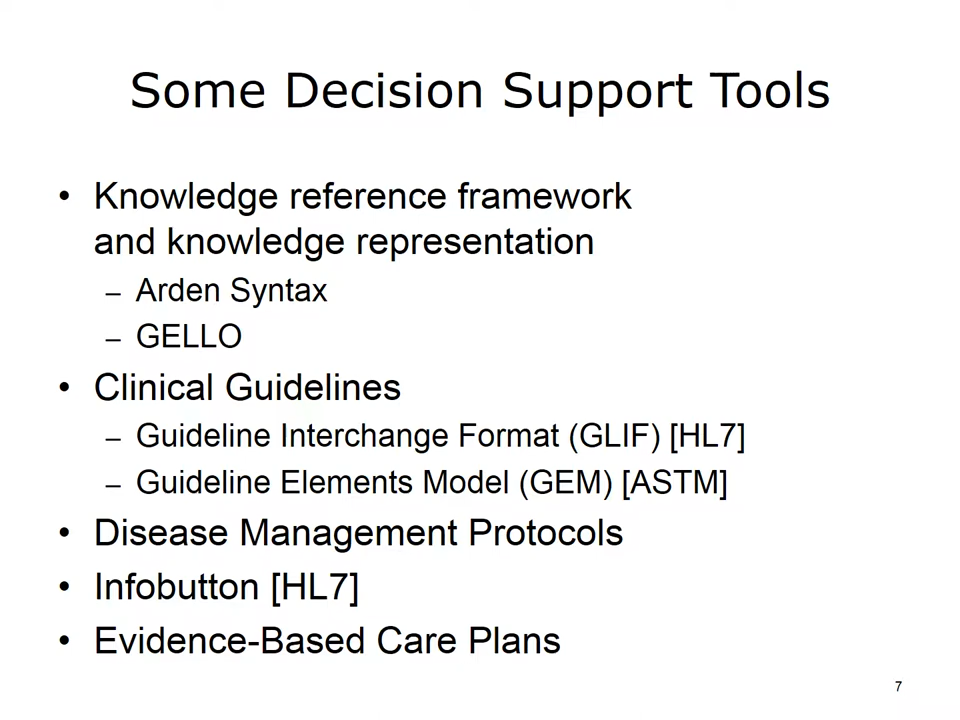 Some Decision Support Tools
• Knowledge reference framework
and knowledge representation
– Arden Syntax
– GELLO
• Clinical Guidelines
– Guideline Interchange Format (GLIF) [HL7]
– Guideline Elements Model (GEM) [ASTM]
• Disease Management Protocols
• Infobutton [HL7]
• Evidence-Based Care Plans
7